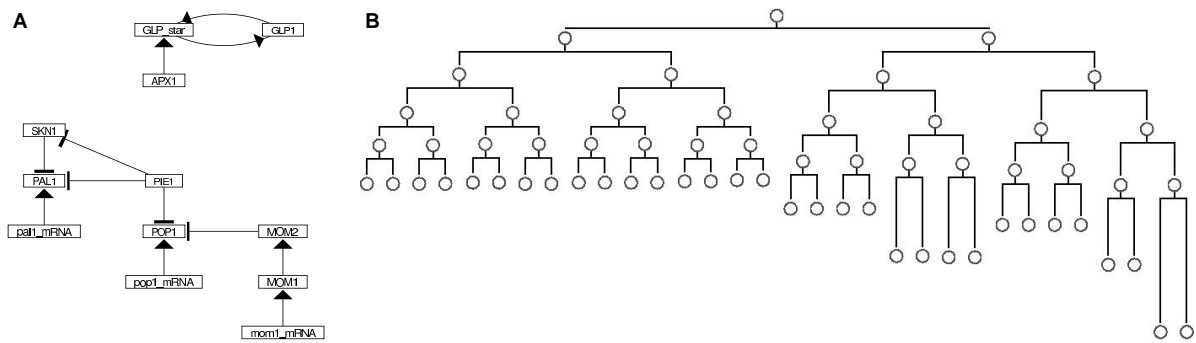 A
B
GLP_star
GLP1
APX1
SKN1
PAL1
PIE1
pal1_mRNA
POP1
MOM2
pop1_mRNA
MOM1
mom1_mRNA